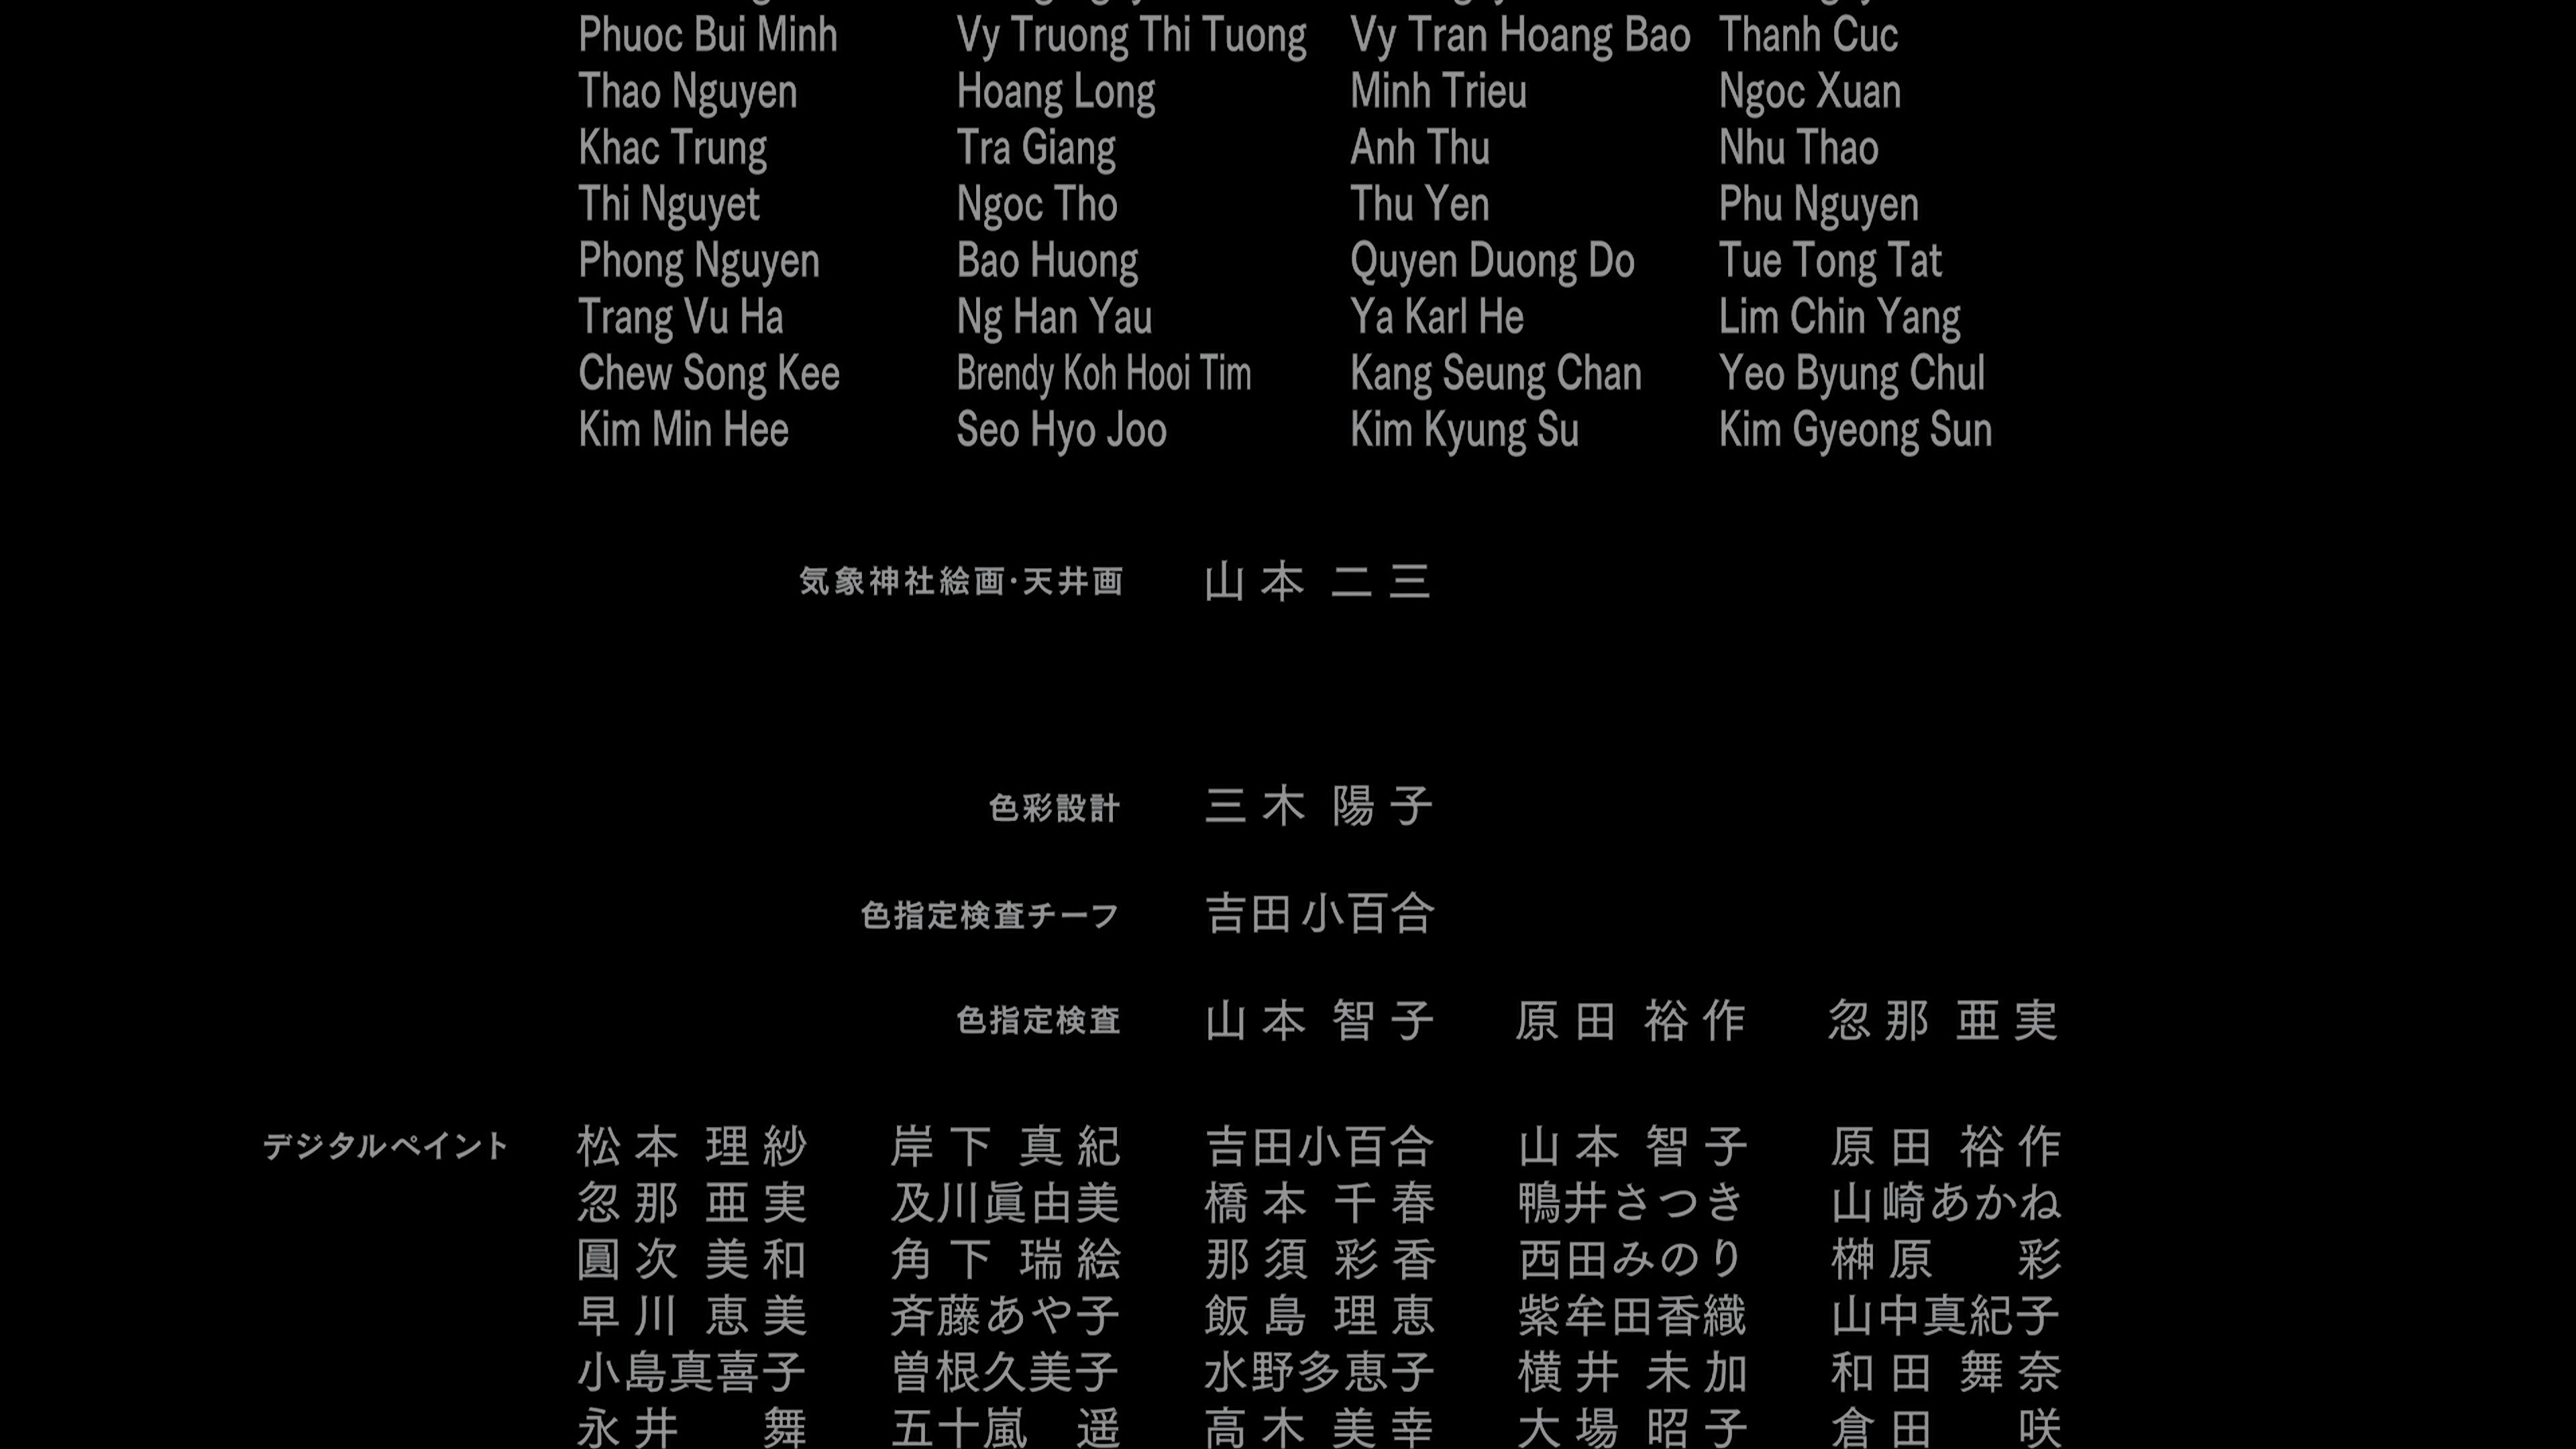 Phuoc Bui Minh Vy Truong Thi Tuong Vy Tran Hoang Bao Thanh Cuc
Thao Nguyen Hoang Long Minh Trieu Ngoc Xuan
Khac Trung Tra Giang Anh Thu Nhu Thao
Thi Nguyet Ngoc Tho Thu Yen Phu Nguyen
Phong Nguyen Bao Huong Quyen Duong Do Tue Tong Tat
Trang Vu Ha Ng Han Yau Ya Karl He Lim Chin Yang
Chew Song Kee Brendy Koh Hooi Tim Kang Seung Chan Yeo Byung Chul
Kim Min Hee Seo Hyo Joo Kim Kyung Su Kim Gyeong Sun
気象神社絵画･天井画 山本 二三
色彩設計 三木 陽子
色指定検査チーフ 吉田小百合
色指定検査 山本 智子 原田 裕作 忽那 亜実
デジタルペイント 松本 理紗 岸下 真紀 吉田小百合 山本 智子 原田 裕作
忽那 亜実 及川眞由美 橋本 千春 鴨井さつき 山崎あかね
圓次 美和 角下 瑞絵 那須 彩香 西田みのり 榊原 彩
早川 恵美 斉藤あや子 飯島 理恵 紫牟田香織 山中真紀子
小島真喜子 曽根久美子 水野多恵子 横井 未加 和田 舞奈
永井 舞 五十嵐 遥 高木 美幸 大場 昭子 倉田 咲